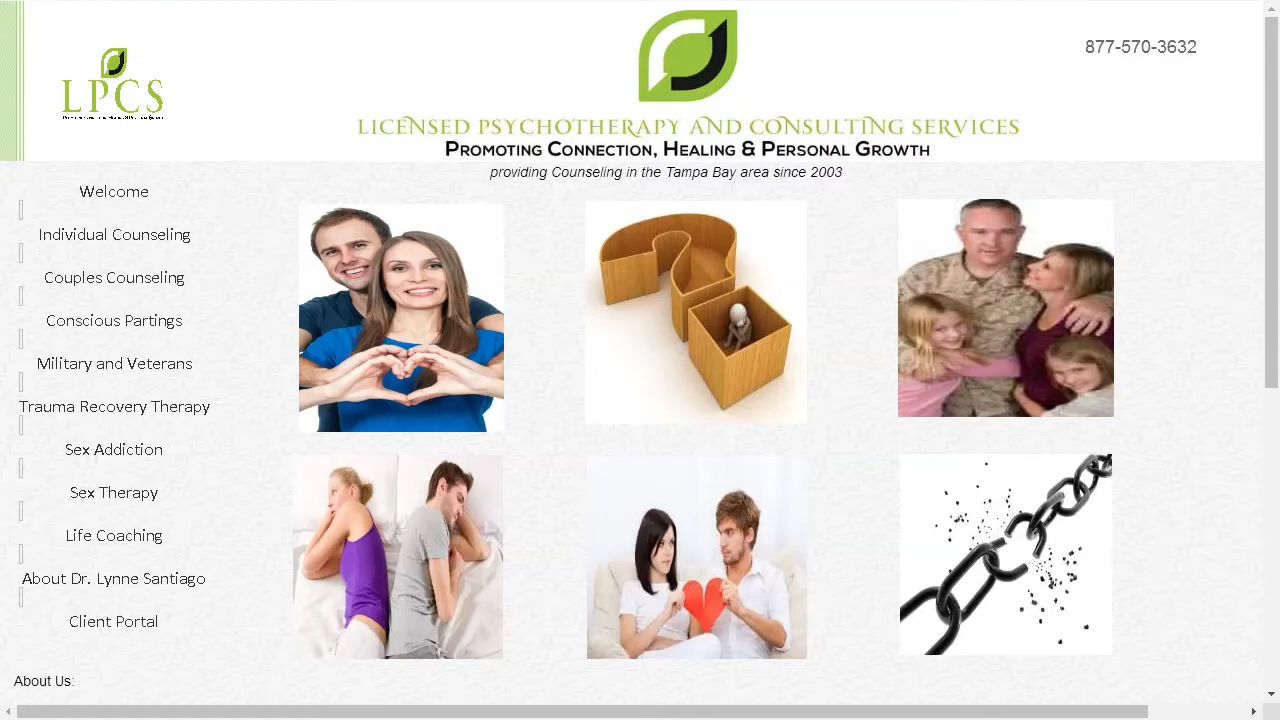 LPCS
877-570-3632
LICENSED PSYCHOTHERAPY AND CONSULTING SERVICES
PROMOTING CONNECTION, HEALING & PERSONAL GROWTH
providing Counseling in the Tampa Bay area since 2003
Welcome
Individual Counseling
Couples Counseling
Conscious Partings
Military and Veterans
Trauma Recovery Therapy
Sex Addiction
Sex Therapy
Life Coaching
About Dr. Lynne Santiago
Client Portal
About Us: